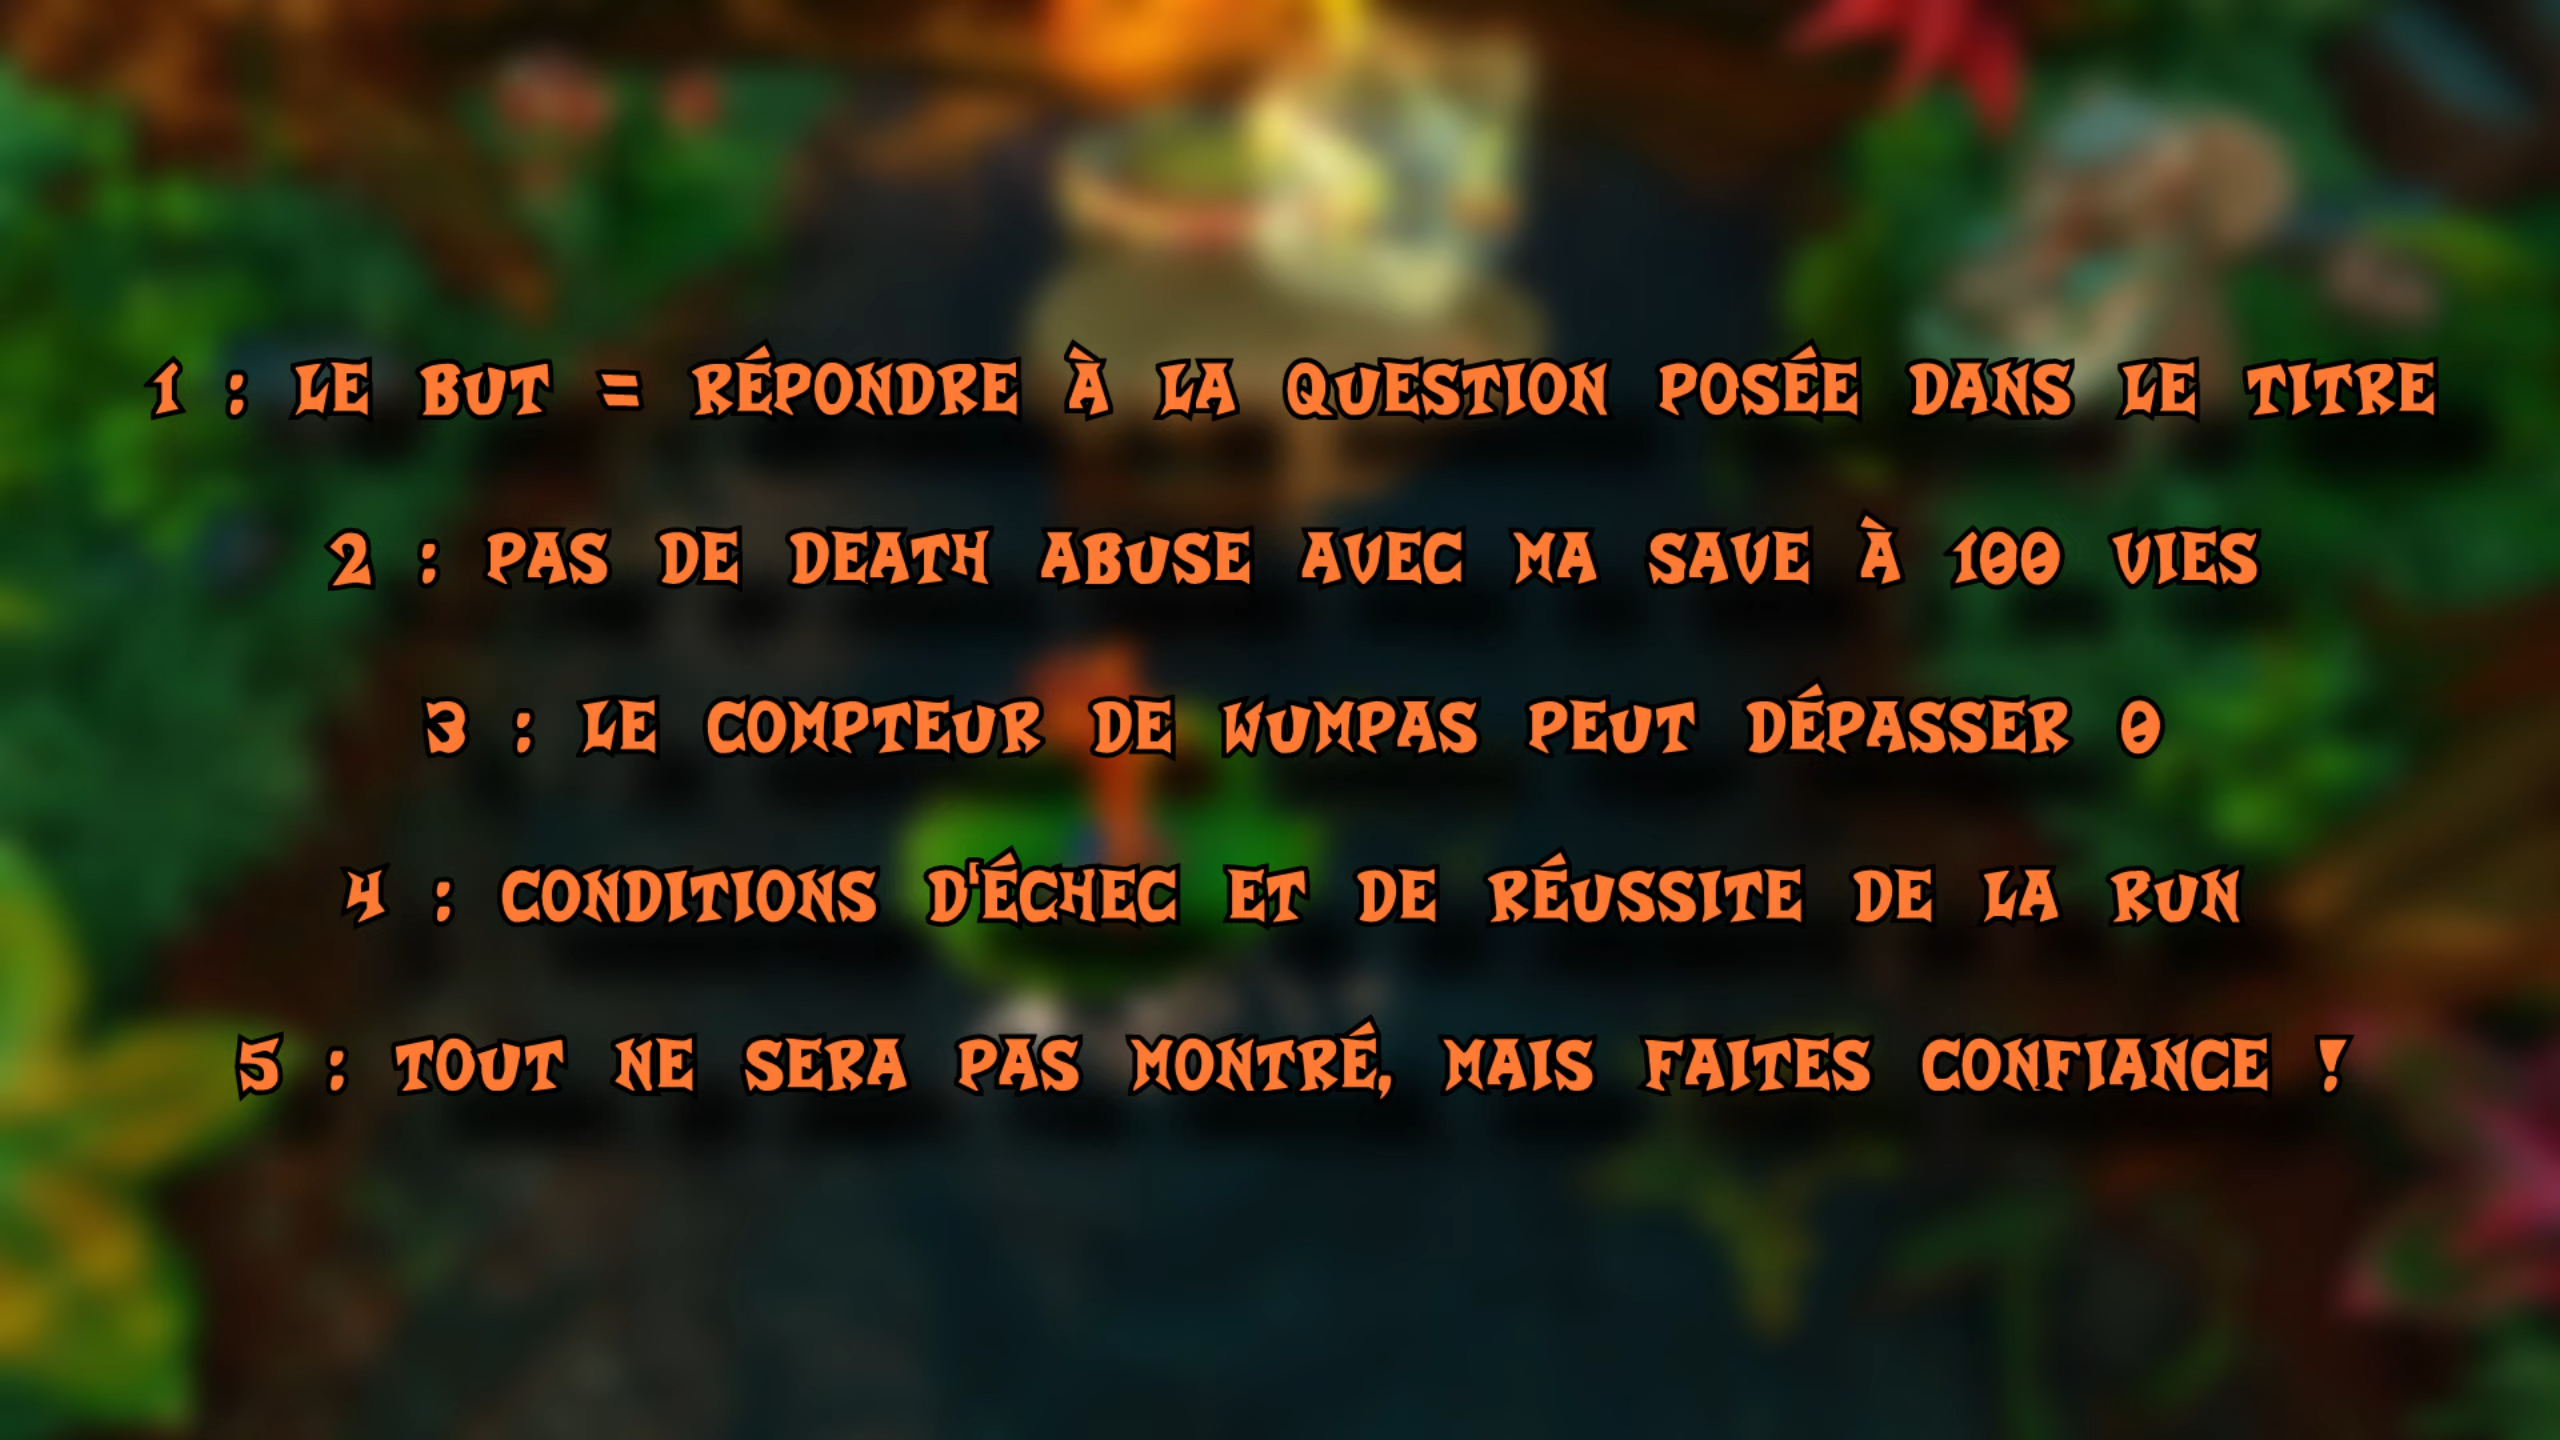 1 : LE BUT = RÉPONDRE À LA QUESTION POSÉE DANS LE TITRE
2 : PAS DE DEATH ABUSE AVEC MA SAVE À 100 VIES
3 : LE COMPTEUR DE WUMPAS PEUT DÉPASSER 0
4 : CONDITIONS D'ÉCHEC ET DE RÉUSSITE DE LA RUN
5 : TOUT NE SERA PAS MONTRÉ, MAIS FAITES CONFIANCE !